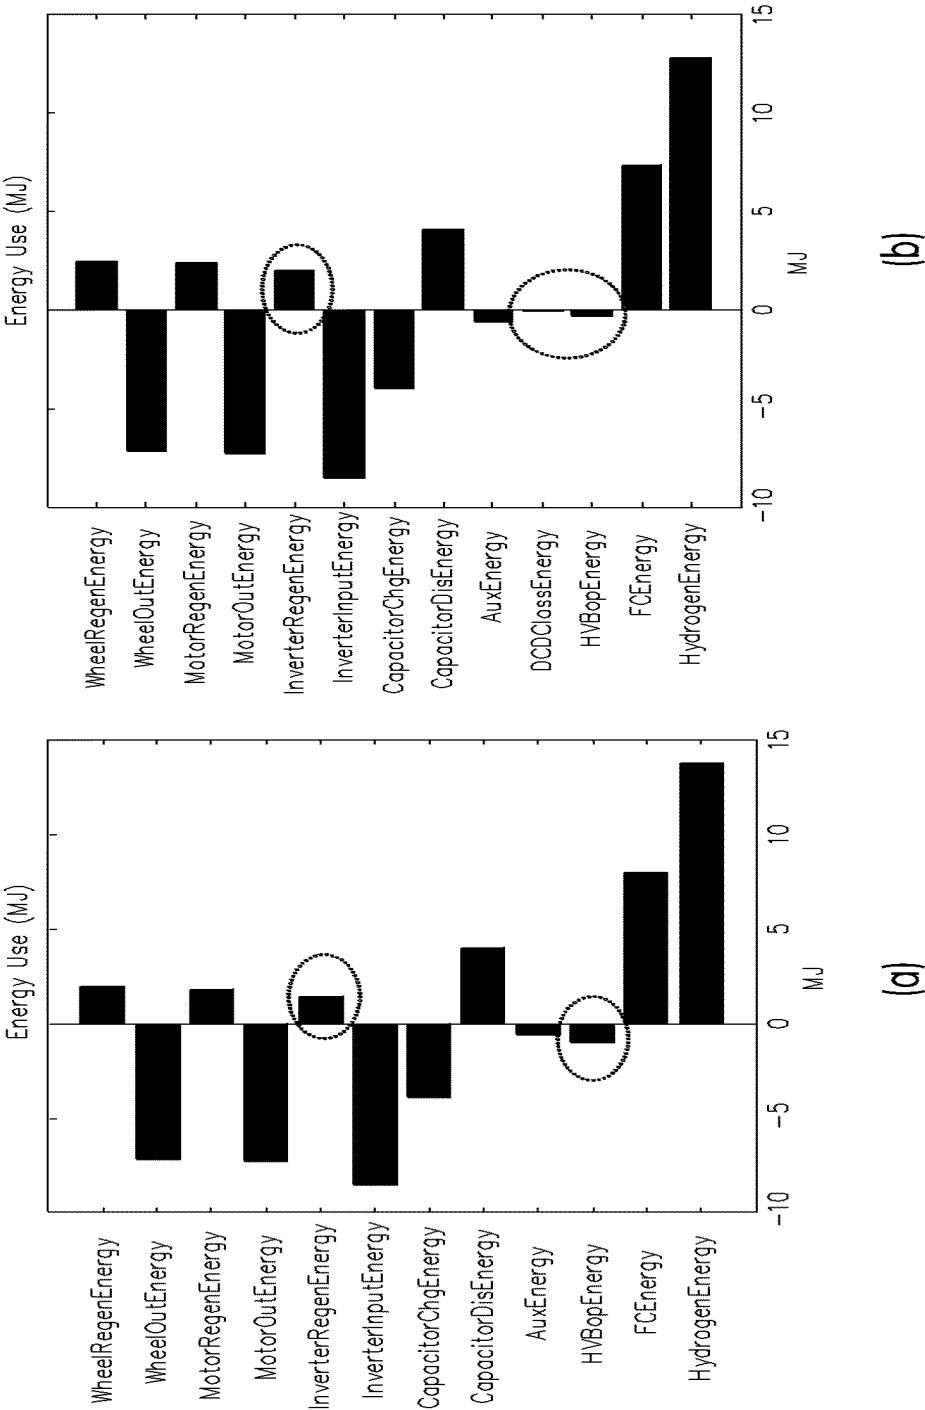 Energy Use (MJ)
WheelRegenEnergy
WheelOutEnergy
MotorRegenEnergy
MotorOutEnergy
InverterRegenEnergy
InverterInputEnergy
CapacitorChgEnergy
CapacitorDisEnergy
AuxEnergy
HVBopEnergy
FCEnergy
HydrogenEnergy
-10
-5
0
5
10
15
MJ
(a)
Energy Use (MJ)
WheelRegenEnergy
WheelOutEnergy
MotorRegenEnergy
MotorOutEnergy
InverterRegenEnergy
InverterInputEnergy
CapacitorChgEnergy
CapacitorDisEnergy
AuxEnergy
DCDClossEnergy
HVBopEnergy
FCEnergy
HydrogenEnergy
-10
-5
0
5
10
15
MJ
(b)